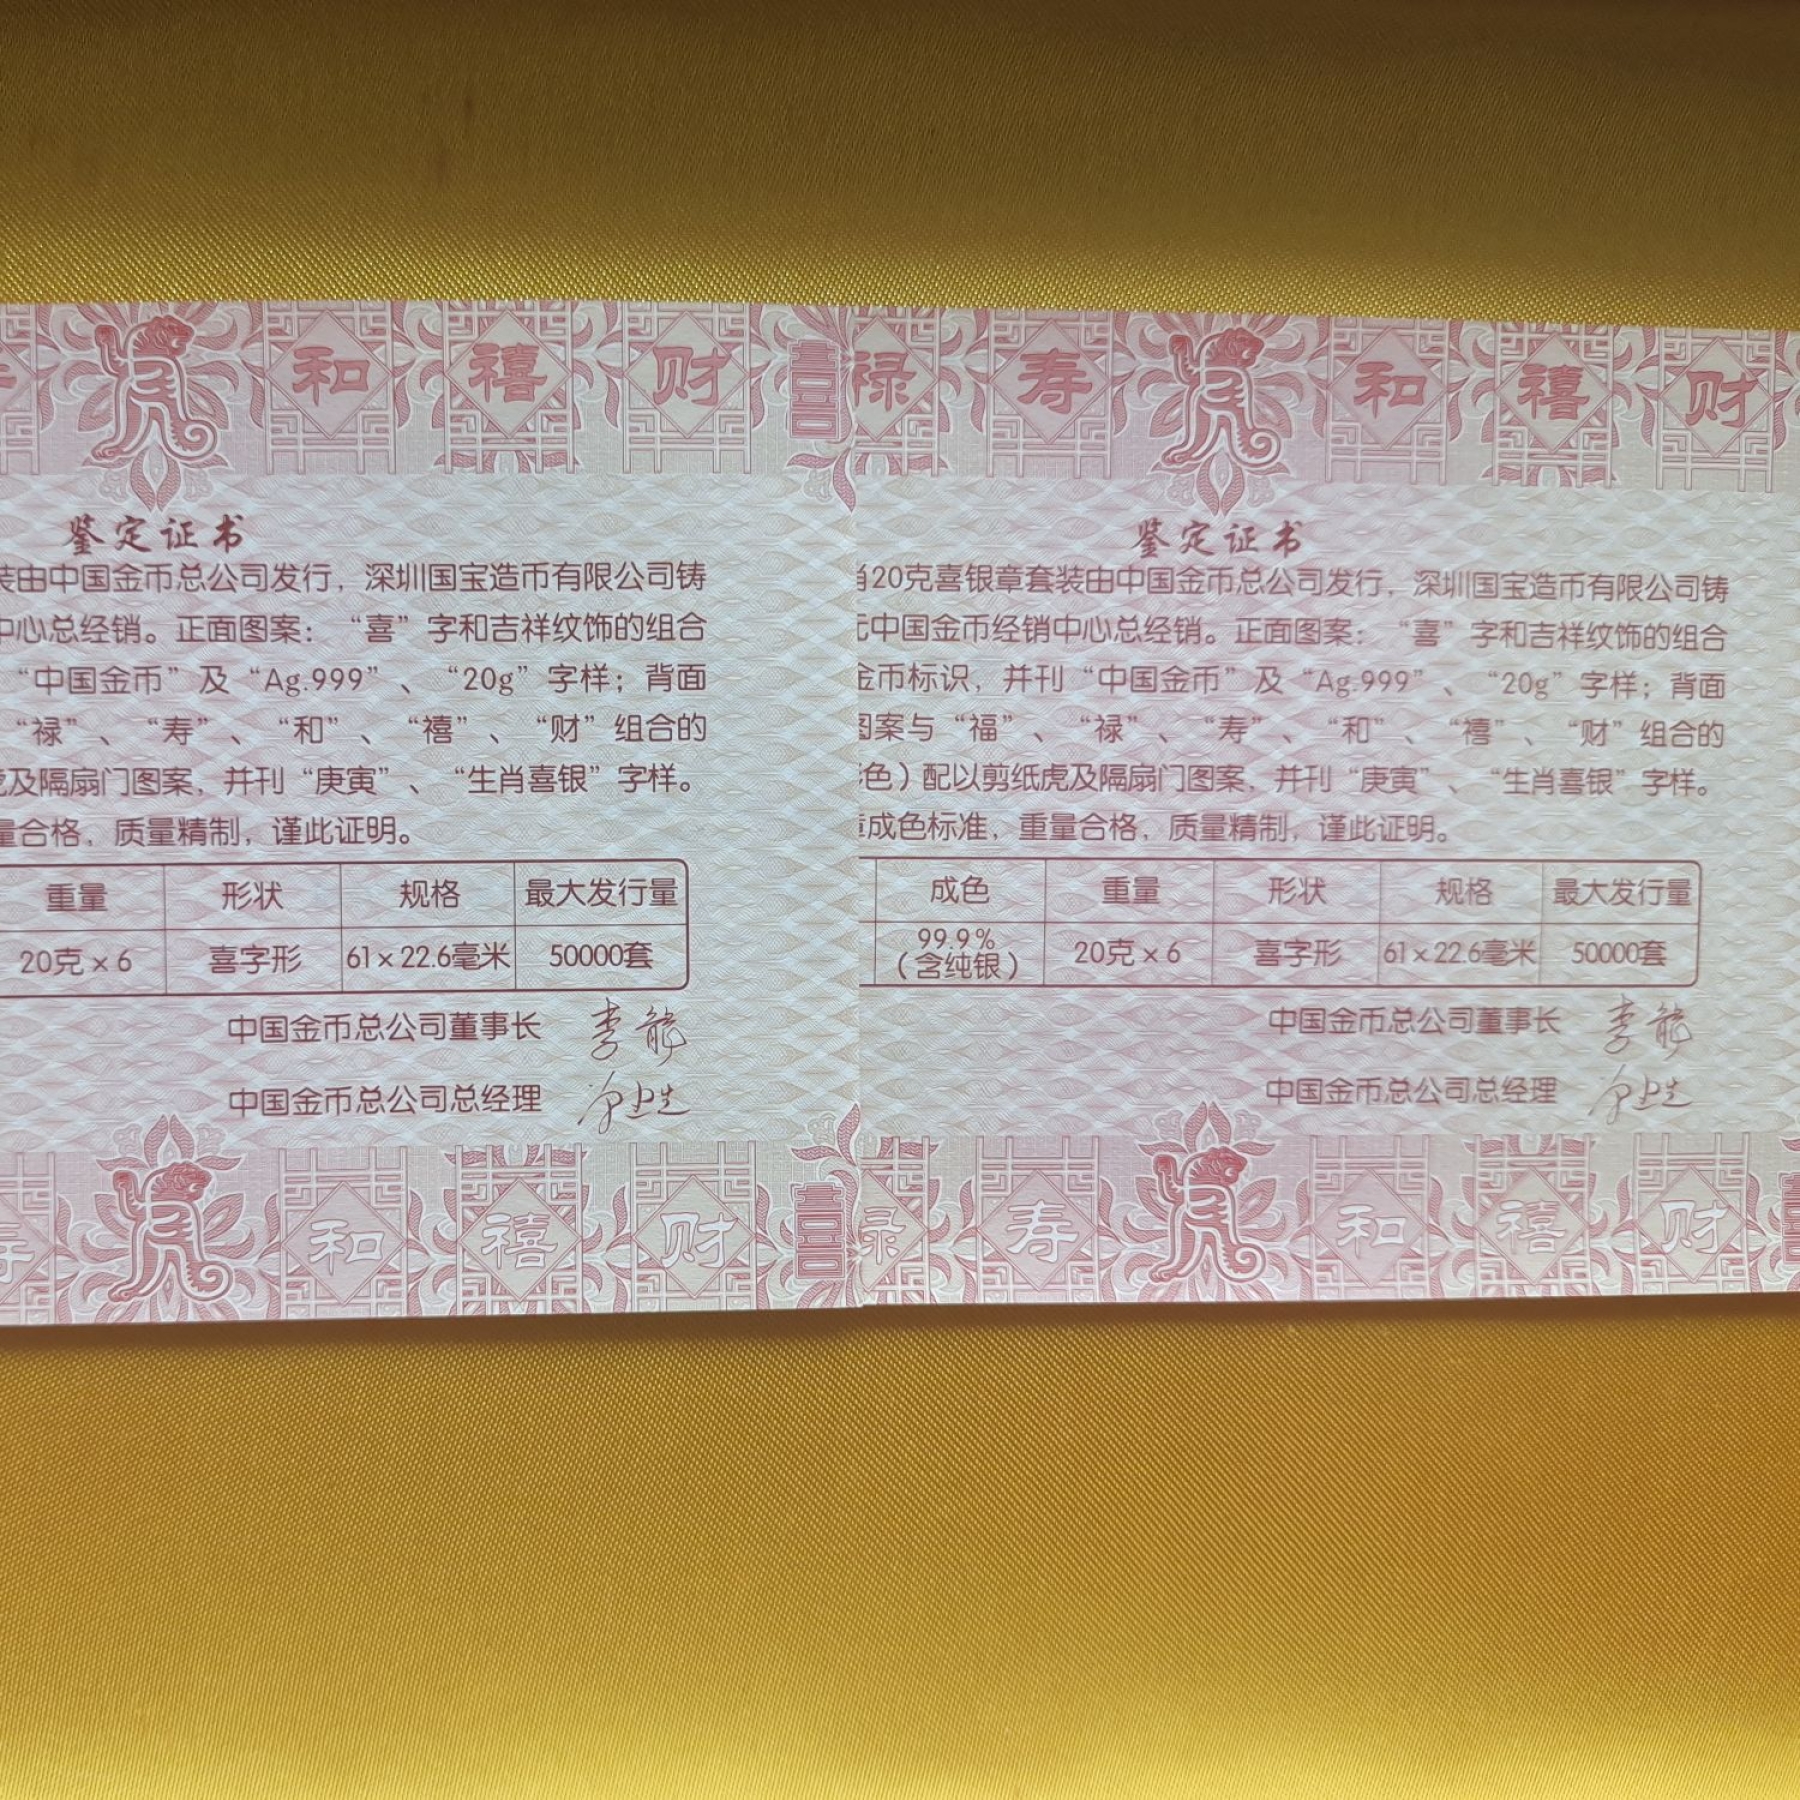 和 禧 财 喜
鉴定证书
装由中国金币总公司发行，深圳国宝造币有限公司铸
中心总经销。正面图案：“喜”字和吉祥纹饰的组合
“中国金币”及“Ag.999”、“20g”字样；背面
“禄”、“寿”、“和”、“禧”、“财”组合的
虎及隔扇门图案，并刊“庚寅”、“生肖喜银”字样。
量合格，质量精制，谨此证明。
重量 形状 规格 最大发行量
20克×6 喜字形 61×22.6毫米 50000套
中国金币总公司董事长
中国金币总公司总经理
和 禧 财 喜
禄 寿 和 禧 财
鉴定证书
20克喜银章套装由中国金币总公司发行，深圳国宝造币有限公司铸
中国金币经销中心总经销。正面图案：“喜”字和吉祥纹饰的组合
金币标识，并刊“中国金币”及“Ag.999”、“20g”字样；背面
图案与“福”、“禄”、“寿”、“和”、“禧”、“财”组合的
色）配以剪纸虎及隔扇门图案，并刊“庚寅”、“生肖喜银”字样。
成色标准，重量合格，质量精制，谨此证明。
成色 重量 形状 规格 最大发行量
99.9%（含纯银） 20克×6 喜字形 61×22.6毫米 50000套
中国金币总公司董事长
中国金币总公司总经理
禄 寿 和 禧 财 喜